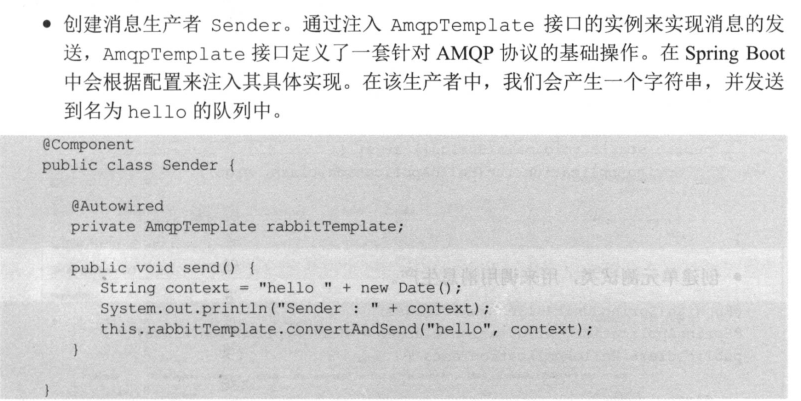 • 创建消息生产者 Sender。通过注入 AmqpTemplate 接口的实例来实现消息的发
送，AmqpTemplate 接口定义了一套针对 AMQP 协议的基础操作。在 Spring Boot
中会根据配置来注入其具体实现。在该生产者中，我们会产生一个字符串，并发送
到名为 hello 的队列中。
@Component
public class Sender {
@Autowired
private AmqpTemplate rabbitTemplate;
public void send() {
String context = "hello " + new Date();
System.out.println("Sender : " + context);
this.rabbitTemplate.convertAndSend("hello", context);
}
}